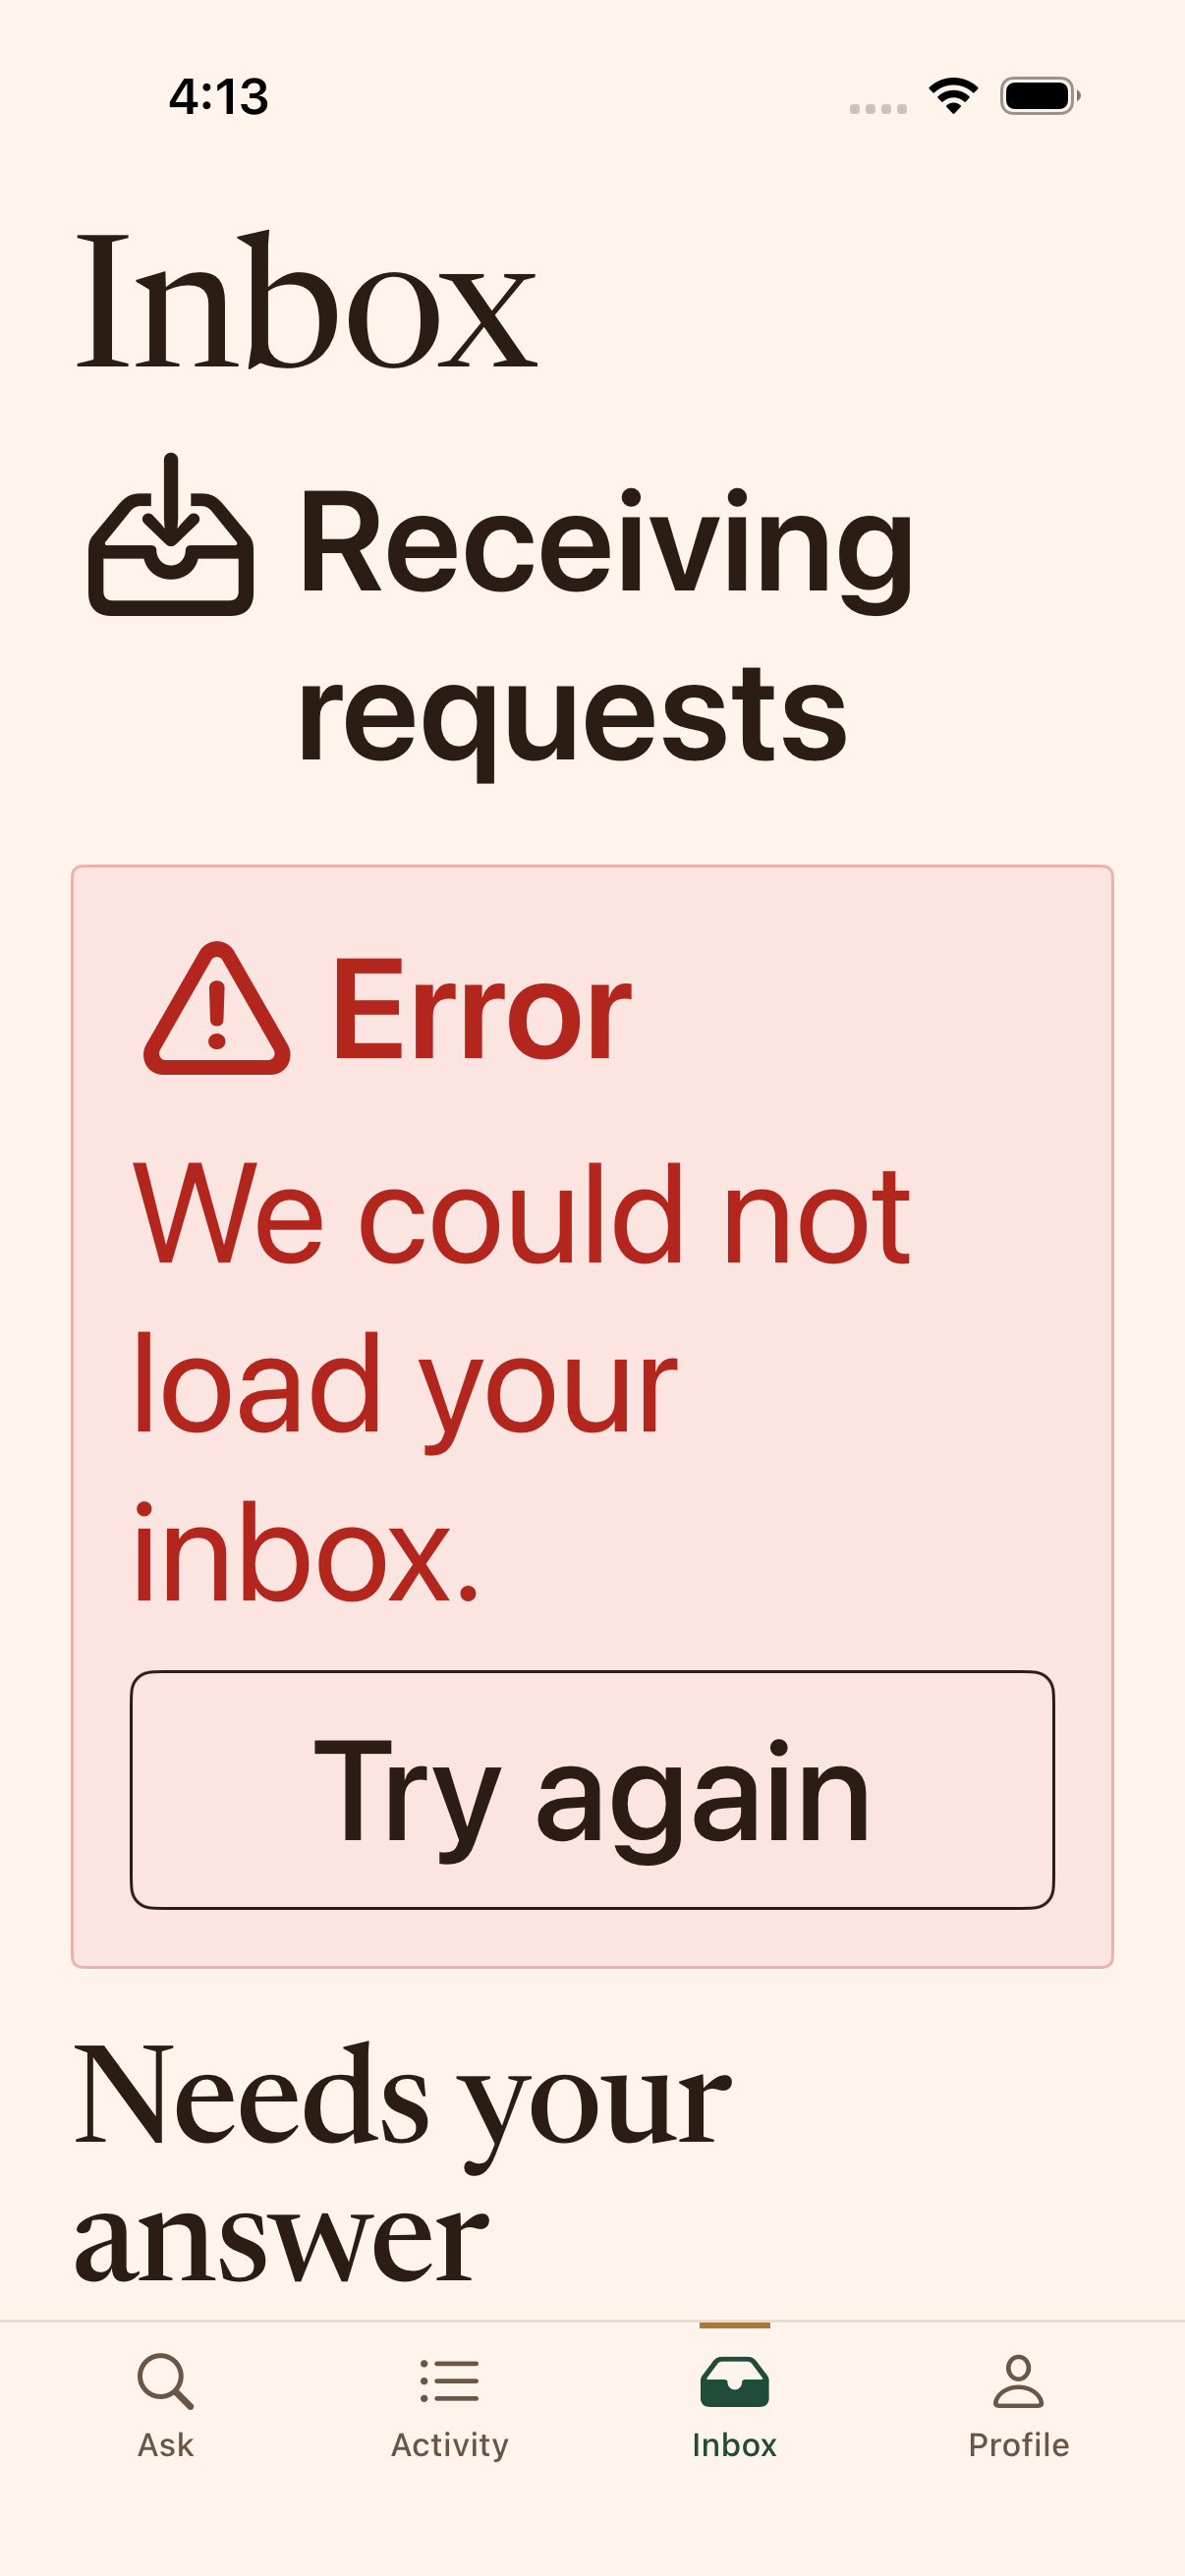 4:13
Inbox
Receiving
requests
Error
We could not
load your
inbox.
Try again
Needs your
answer
Ask
Activity
Inbox
Profile